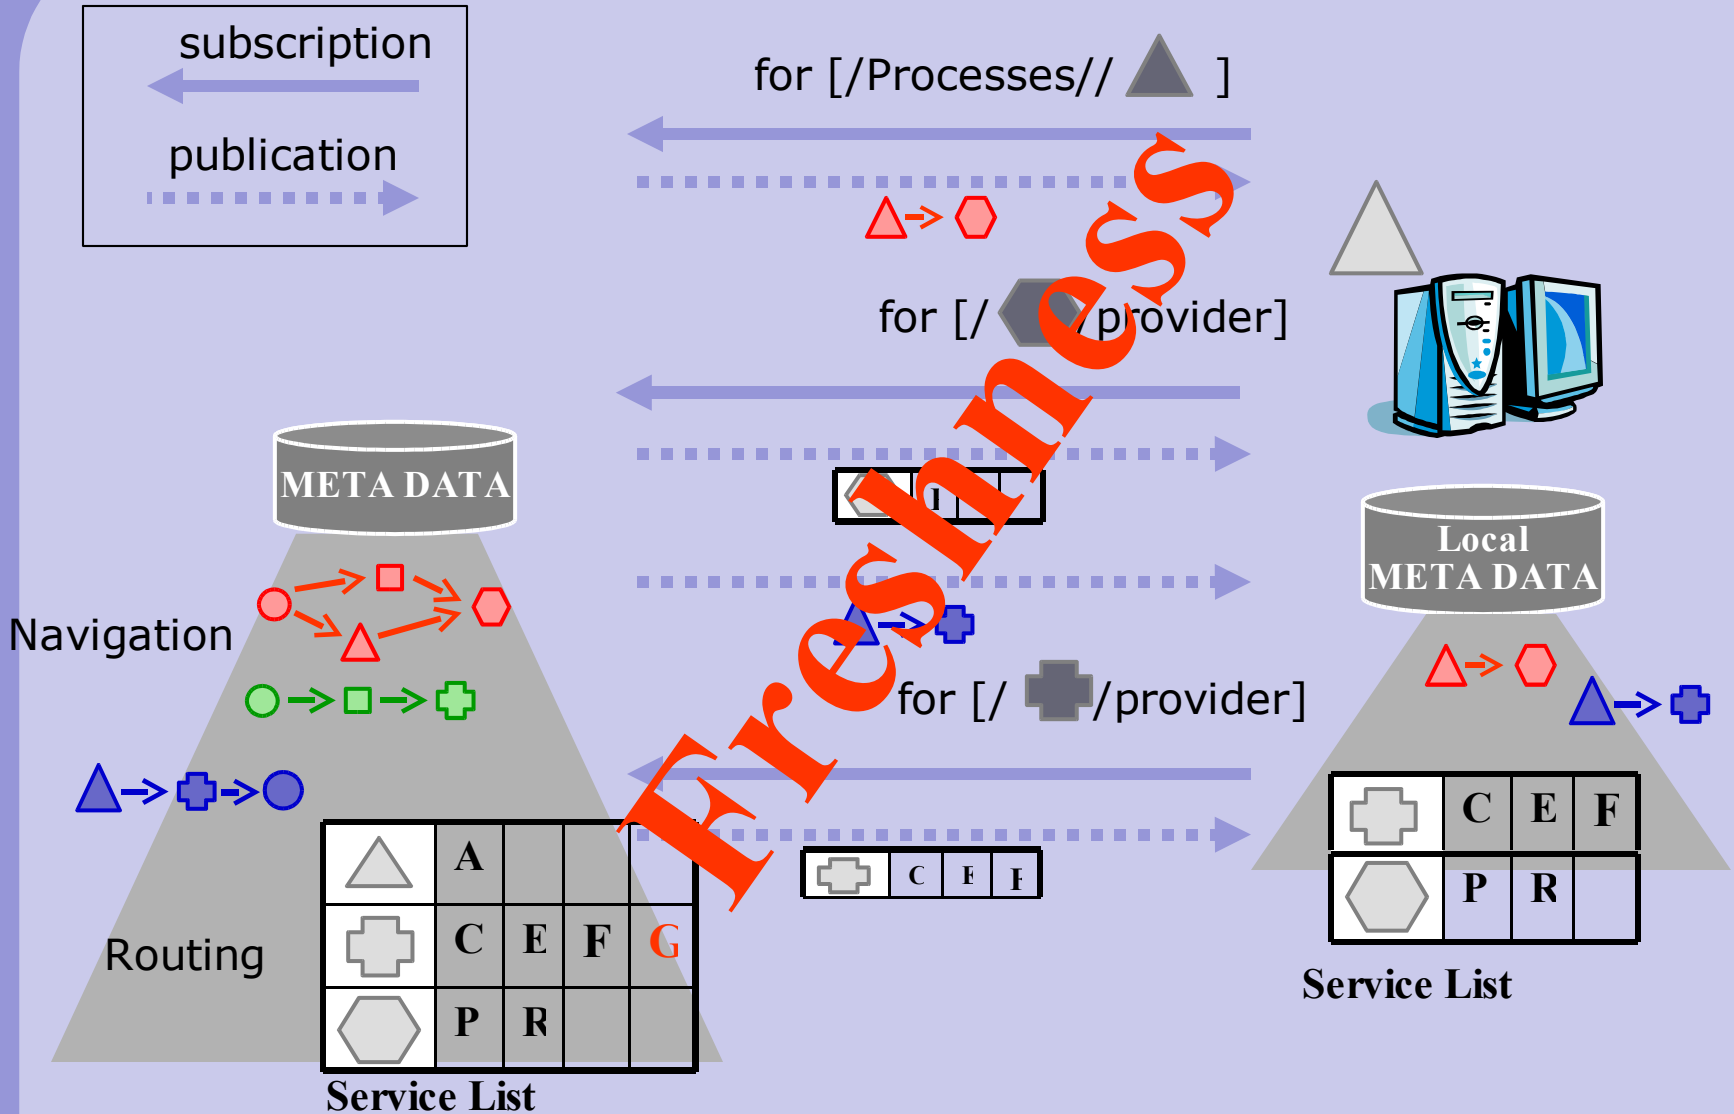 subscription
publication
for [/Processes// ]
for [/ /provider]
Freshness
META DATA
Local
META DATA
Navigation
for [/ /provider]
C E F
P R
Service List
C E
A
C E F G
P R
Routing
Service List